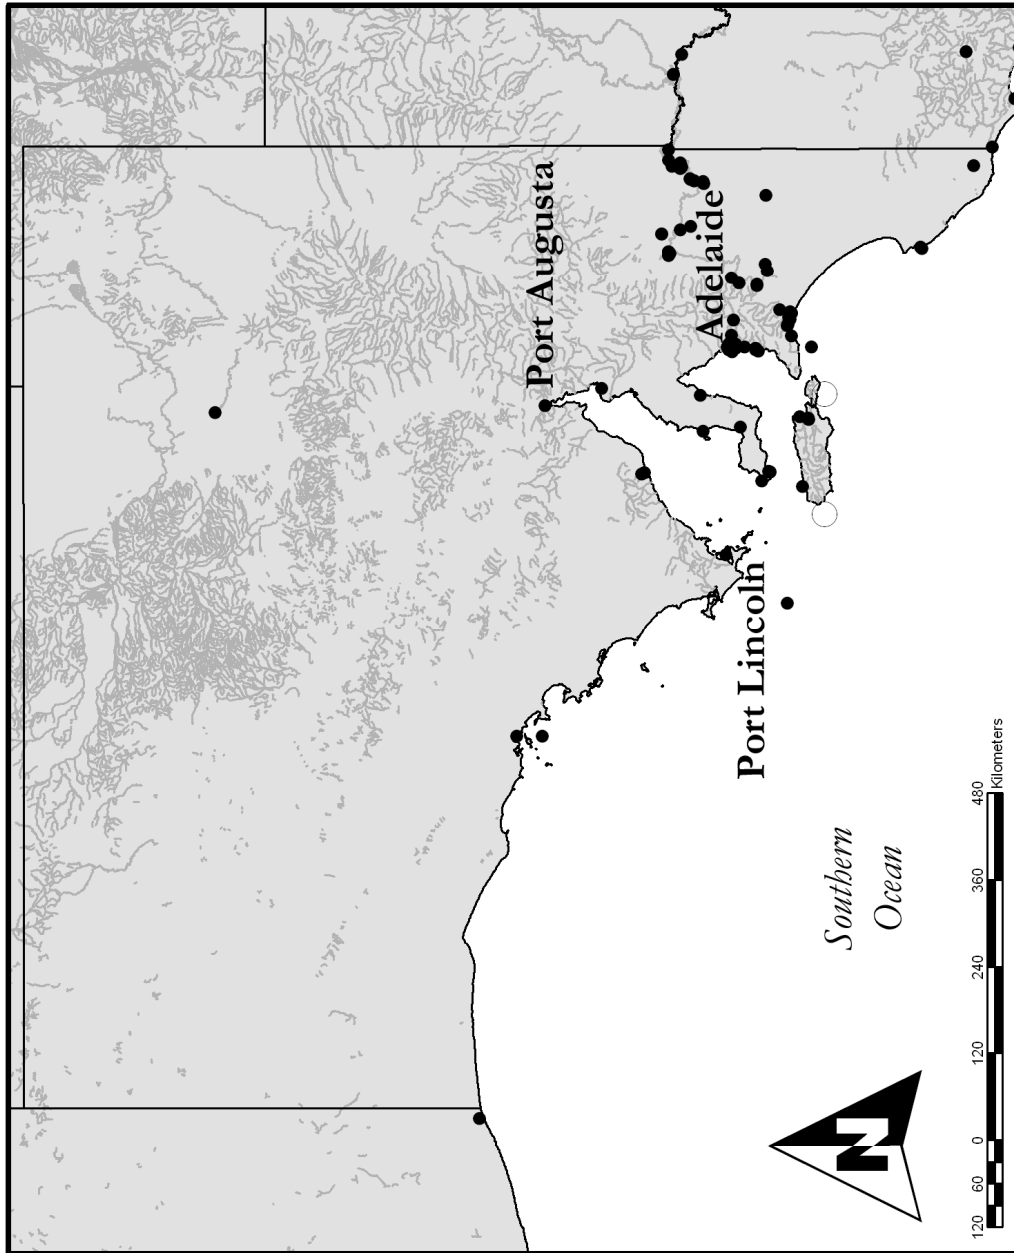 Port Augusta
Adelaide
Port Lincoln
Southern
Ocean
120 60 0 120 240 360 480
Kilometers
N